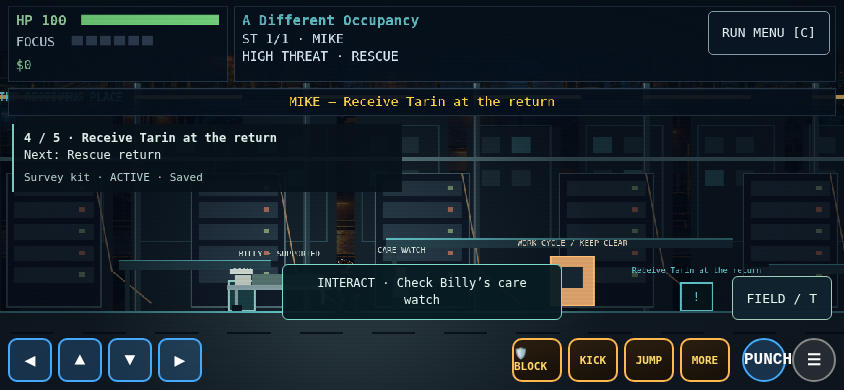 HP 100
FOCUS
$0
A Different Occupancy
ST 1/1 · MIKE
HIGH THREAT · RESCUE
RUN MENU [C]
MIKE — Receive Tarin at the return
4 / 5 · Receive Tarin at the return
Next: Rescue return
Survey kit · ACTIVE · Saved
BILLY · SUPPORTED
CARE WATCH
WORK CYCLE / KEEP CLEAR
Receive Tarin at the return
!
INTERACT · Check Billy’s care
watch
FIELD / T
BLOCK
KICK
JUMP
MORE
PUNCH